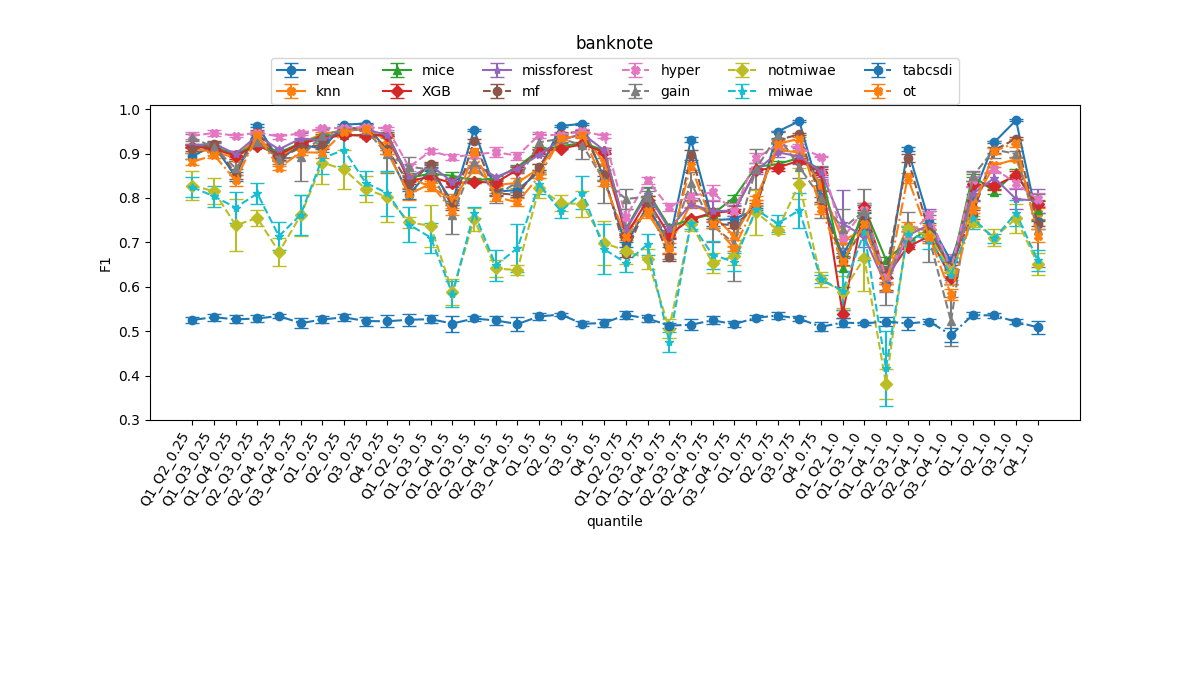 banknote
mean mice missforest hyper notmiwae tabcsdi
knn XGB mf gain miwae ot
1.0
0.9
0.8
0.7
0.6
0.5
0.4
0.3
F1
Q1_Q2_0.25
Q1_Q3_0.25
Q1_Q4_0.25
Q2_Q3_0.25
Q2_Q4_0.25
Q3_Q4_0.25
Q1_0.25
Q2_0.25
Q3_0.25
Q4_0.25
Q1_Q2_0.5
Q1_Q3_0.5
Q1_Q4_0.5
Q2_Q3_0.5
Q2_Q4_0.5
Q3_Q4_0.5
Q1_0.5
Q2_0.5
Q3_0.5
Q4_0.5
Q1_Q2_0.75
Q1_Q3_0.75
Q1_Q4_0.75
Q2_Q3_0.75
Q2_Q4_0.75
Q3_Q4_0.75
Q1_0.75
Q2_0.75
Q3_0.75
Q4_0.75
Q1_Q2_1.0
Q1_Q3_1.0
Q1_Q4_1.0
Q2_Q3_1.0
Q2_Q4_1.0
Q3_Q4_1.0
Q1_1.0
Q2_1.0
Q3_1.0
Q4_1.0
quantile